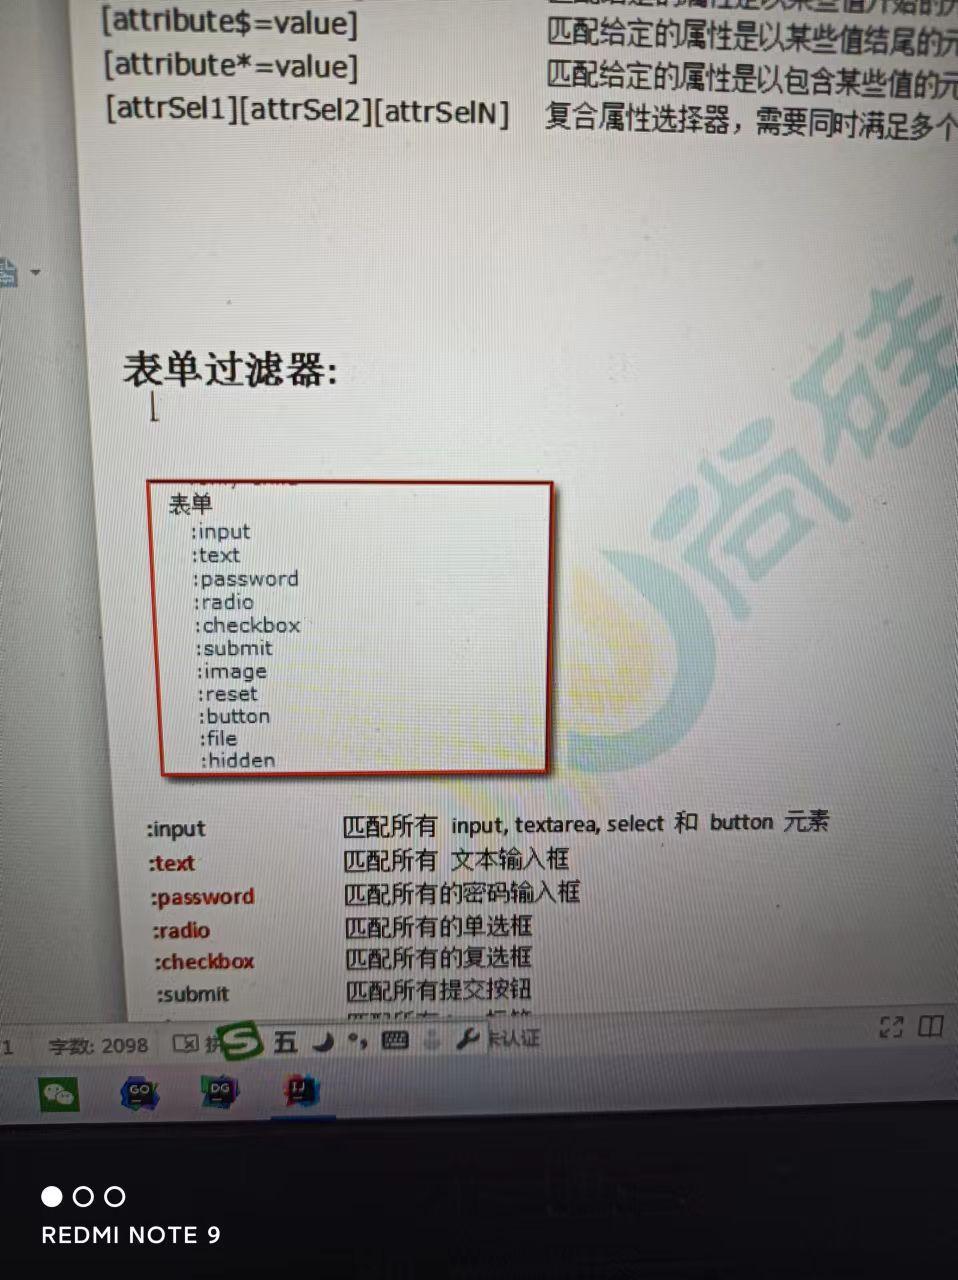 [attribute$=value] 匹配给定的属性是以某些值结尾的元
[attribute*=value] 匹配给定的属性是以包含某些值的元
[attrSel1][attrSel2][attrSelN] 复合属性选择器，需要同时满足多个
表单过滤器:
表单
:input
:text
:password
:radio
:checkbox
:submit
:image
:reset
:button
:file
:hidden
尚硅
:input 匹配所有 input, textarea, select 和 button 元素
:text 匹配所有 文本输入框
:password 匹配所有的密码输入框
:radio 匹配所有的单选框
:checkbox 匹配所有的复选框
:submit 匹配所有提交按钮
字数: 2098 拼 S 五 认证
GO DG IJ
REDMI NOTE 9